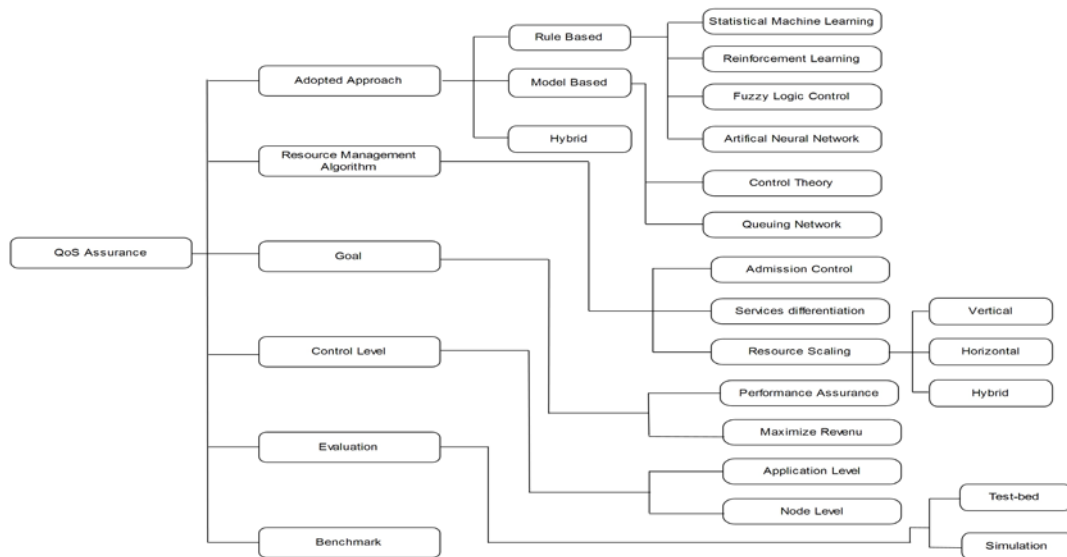 QoS Assurance
Adopted Approach
Resource Management
Algorithm
Goal
Control Level
Evaluation
Benchmark
Rule Based
Model Based
Hybrid
Statistical Machine Learning
Reinforcement Learning
Fuzzy Logic Control
Artifical Neural Network
Control Theory
Queuing Network
Admission Control
Services differentiation
Resource Scaling
Vertical
Horizontal
Hybrid
Performance Assurance
Maximize Revenu
Application Level
Node Level
Test-bed
Simulation